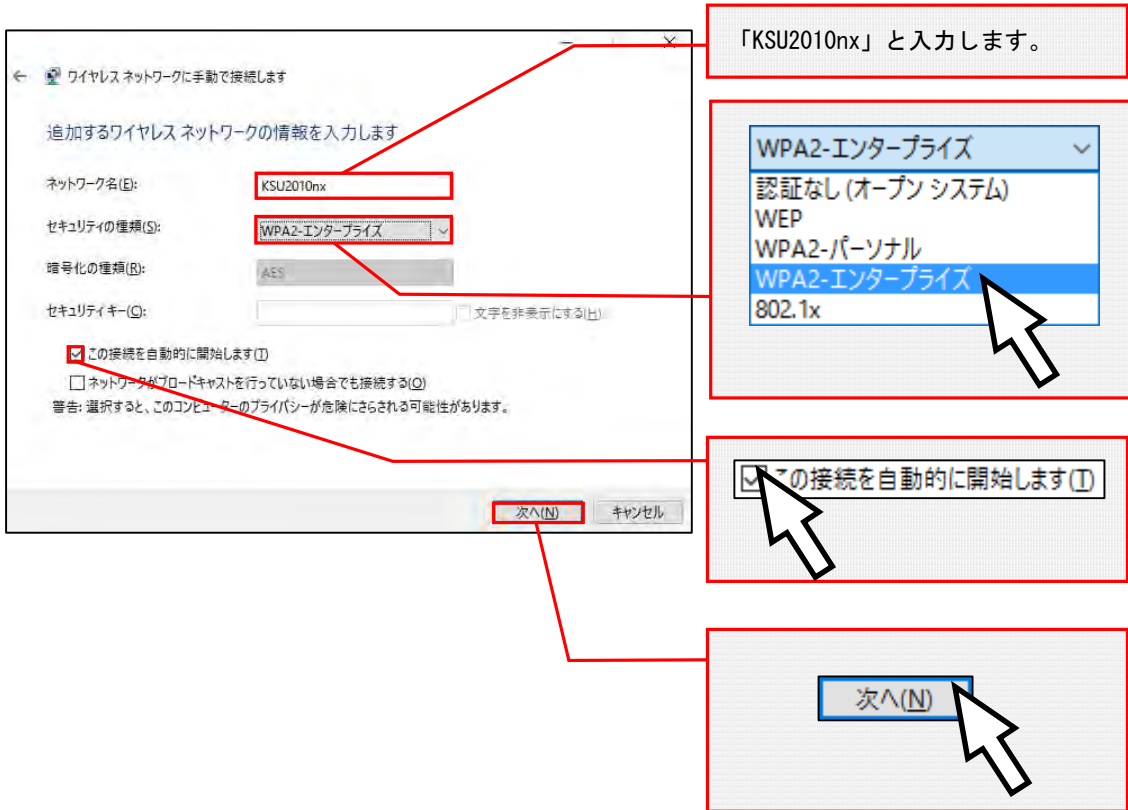 「KSU2010nx」と入力します。
← ワイヤレス ネットワークに手動で接続します
追加するワイヤレス ネットワークの情報を入力します
ネットワーク名(E): KSU2010nx
セキュリティの種類(S): WPA2-エンタープライズ
暗号化の種類(R): AES
セキュリティ キー(C): 文字を非表示にする(H)
この接続を自動的に開始します(T)
ネットワークがブロードキャストを行っていない場合でも接続する(O)
警告: 選択すると、このコンピューターのプライバシーが危険にさらされる可能性があります。
次へ(N) キャンセル
WPA2-エンタープライズ
認証なし (オープン システム)
WEP
WPA2-パーソナル
WPA2-エンタープライズ
802.1x
この接続を自動的に開始します(T)
次へ(N)